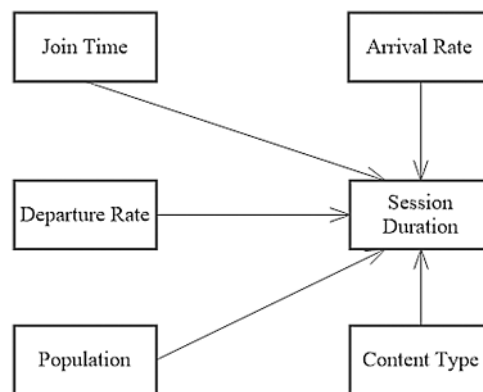 Join Time
Arrival Rate
Departure Rate
Session
Duration
Population
Content Type